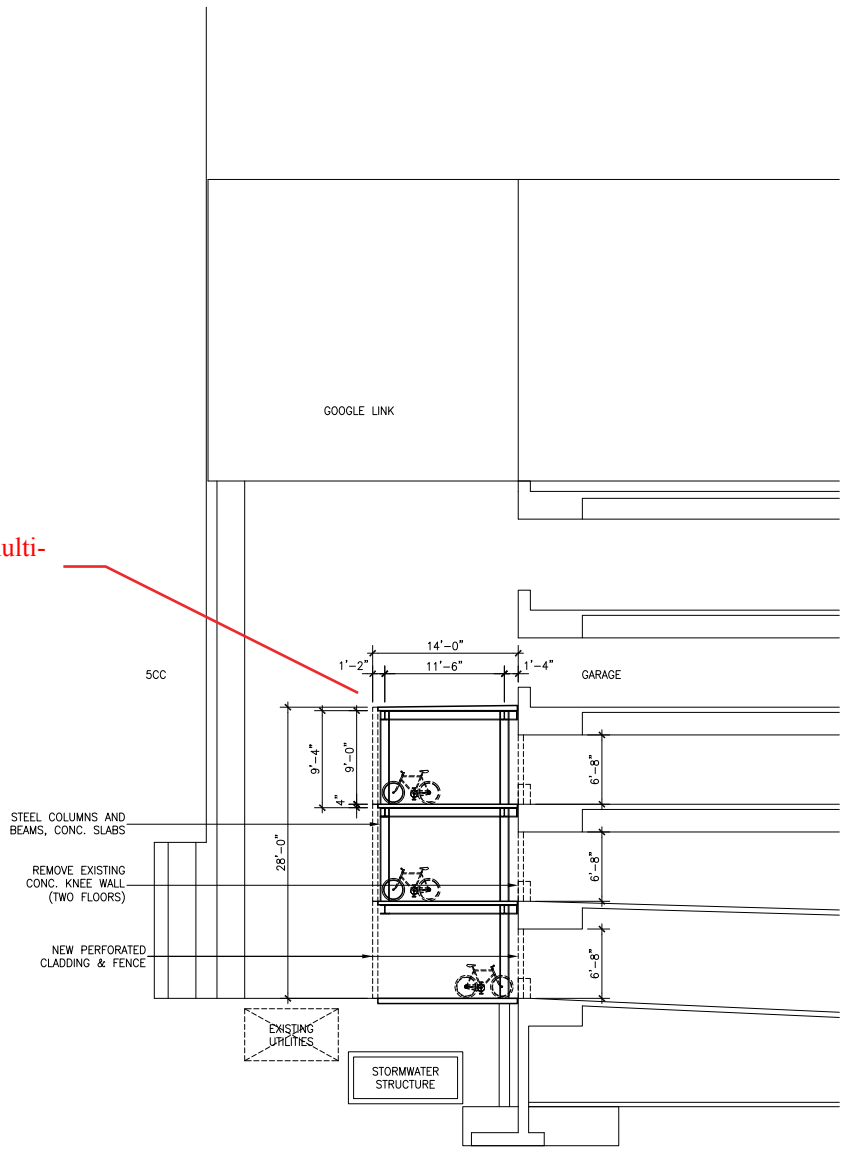 GOOGLE LINK
ulti-
14'-0"
1'-2"
11'-6"
1'-4"
5CC
GARAGE
9'-4"
9'-0"
4"
6'-8"
STEEL COLUMNS AND
BEAMS, CONC. SLABS
28'-0"
6'-8"
REMOVE EXISTING
CONC. KNEE WALL
(TWO FLOORS)
NEW PERFORATED
CLADDING & FENCE
6'-8"
EXISTING
UTILITIES
STORMWATER
STRUCTURE